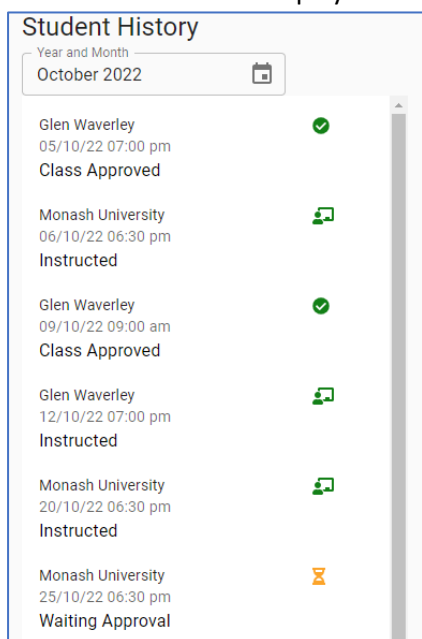 Student History
Year and Month
October 2022
Glen Waverley
05/10/22 07:00 pm
Class Approved
Monash University
06/10/22 06:30 pm
Instructed
Glen Waverley
09/10/22 09:00 am
Class Approved
Glen Waverley
12/10/22 07:00 pm
Instructed
Monash University
20/10/22 06:30 pm
Instructed
Monash University
25/10/22 06:30 pm
Waiting Approval